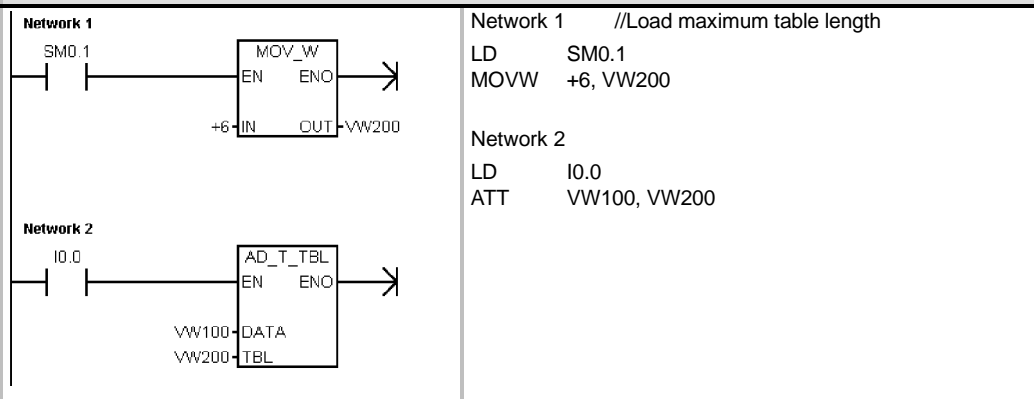 Network 1
SM0.1
MOV_W
EN ENO
+6 IN OUT VW200
Network 2
I0.0
AD_T_TBL
EN ENO
VW100 DATA
VW200 TBL
Network 1 //Load maximum table length
LD SM0.1
MOVW +6, VW200
Network 2
LD I0.0
ATT VW100, VW200